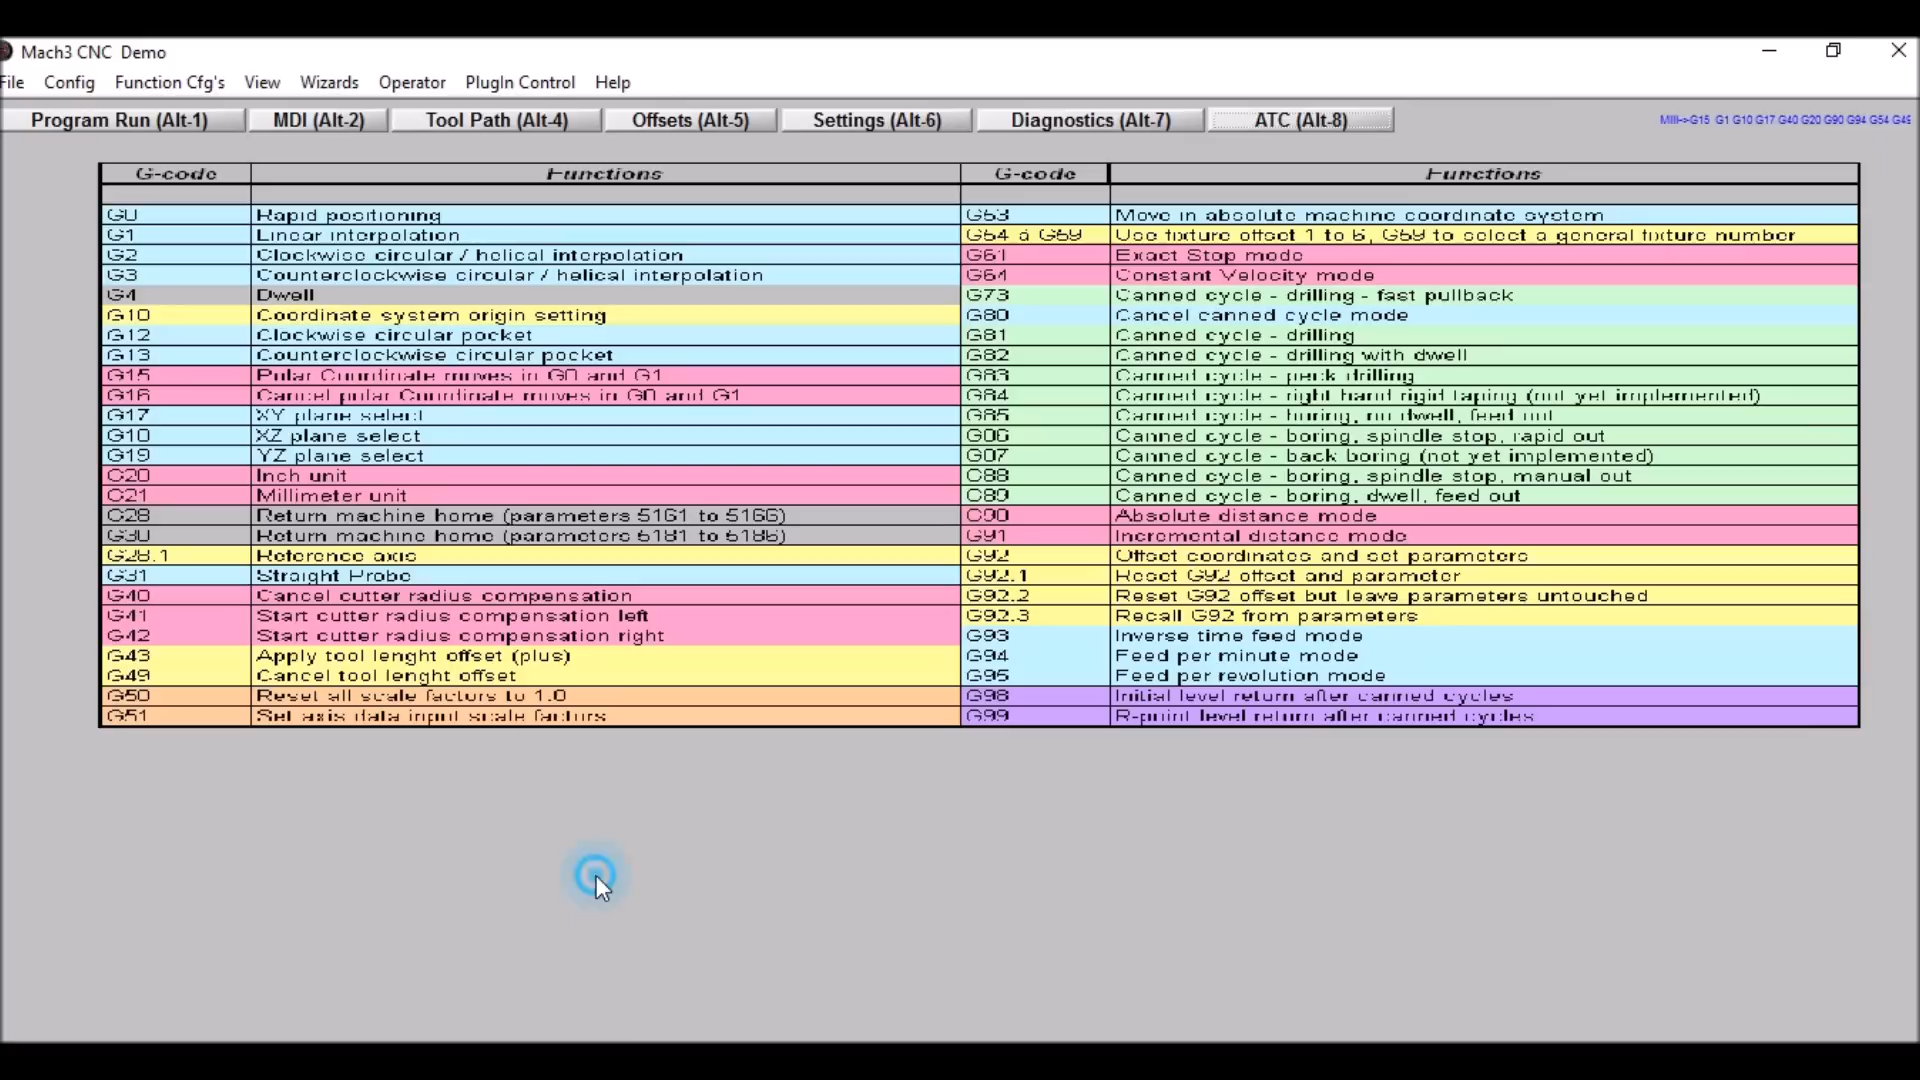 Mach3 CNC Demo
File Config Function Cfg's View Wizards Operator PlugIn Control Help
Program Run (Alt-1) MDI (Alt-2) Tool Path (Alt-4) Offsets (Alt-5) Settings (Alt-6) Diagnostics (Alt-7) ATC (Alt-8) Mill->G15 G1 G10 G17 G40 G20 G90 G94 G54 G49
G-code Functions G-code Functions
G0 Rapid positioning G53 Move in absolute machine coordinate system
G1 Linear interpolation G54 à G59 Use fixture offset 1 to 6, G59 to select a general fixture number
G2 Clockwise circular / helical interpolation G61 Exact Stop mode
G3 Counterclockwise circular / helical interpolation G64 Constant Velocity mode
G4 Dwell G73 Canned cycle - drilling - fast pullback
G10 Coordinate system origin setting G80 Cancel canned cycle mode
G12 Clockwise circular pocket G81 Canned cycle - drilling
G13 Counterclockwise circular pocket G82 Canned cycle - drilling with dwell
G15 Polar Coordinate moves in G0 and G1 G83 Canned cycle - peck drilling
G16 Cancel polar Coordinate moves in G0 and G1 G84 Canned cycle - right hand rigid taping (not yet implemented)
G17 XY plane select G85 Canned cycle - boring, no dwell, feed out
G18 XZ plane select G86 Canned cycle - boring, spindle stop, rapid out
G19 YZ plane select G87 Canned cycle - back boring (not yet implemented)
G20 Inch unit G88 Canned cycle - boring, spindle stop, manual out
G21 Millimeter unit G89 Canned cycle - boring, dwell, feed out
G28 Return machine home (parameters 5161 to 5166) G90 Absolute distance mode
G30 Return machine home (parameters 5181 to 5186) G91 Incremental distance mode
G28.1 Reference axis G92 Offset coordinates and set parameters
G31 Straight Probe G92.1 Reset G92 offset and parameter
G40 Cancel cutter radius compensation G92.2 Reset G92 offset but leave parameters untouched
G41 Start cutter radius compensation left G92.3 Recall G92 from parameters
G42 Start cutter radius compensation right G93 Inverse time feed mode
G43 Apply tool lenght offset (plus) G94 Feed per minute mode
G49 Cancel tool lenght offset G95 Feed per revolution mode
G50 Reset all scale factors to 1.0 G98 Initial level return after canned cycles
G51 Set axis data input scale factors G99 R-point level return after canned cycles